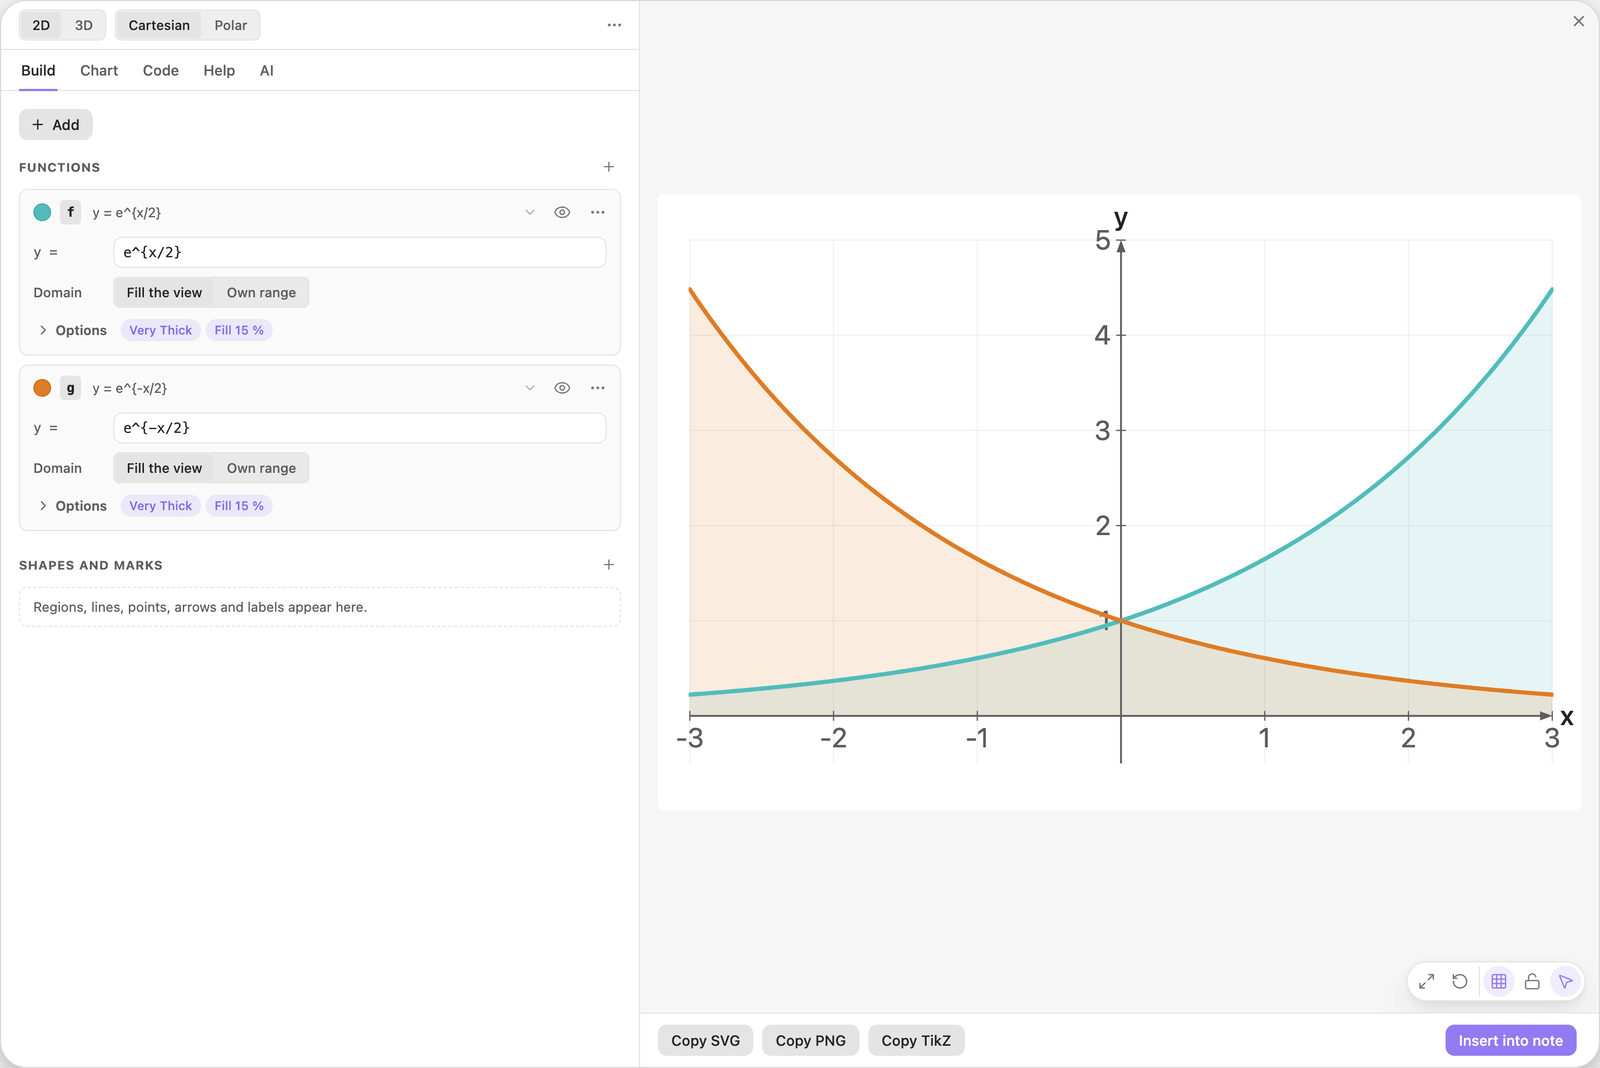 2D 3D Cartesian Polar
Build Chart Code Help AI
+ Add
FUNCTIONS
f y = e^{x/2}
y = e^{x/2}
Domain Fill the view Own range
Options Very Thick Fill 15 %
g y = e^{-x/2}
y = e^{−x/2}
Domain Fill the view Own range
Options Very Thick Fill 15 %
SHAPES AND MARKS
Regions, lines, points, arrows and labels appear here.
y
5
4
3
2
1
x
-3 -2 -1 1 2 3
Copy SVG Copy PNG Copy TikZ Insert into note